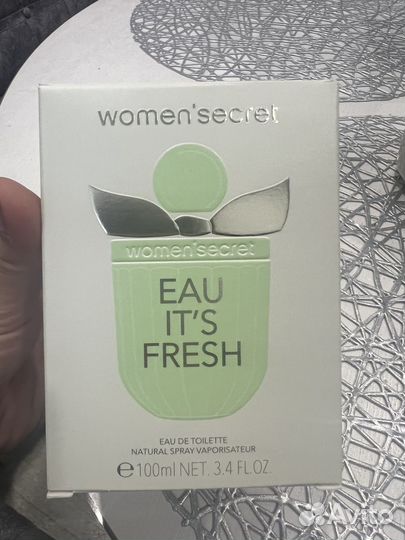 women'secret
women'secret
EAU
IT'S
FRESH
EAU DE TOILETTE
NATURAL SPRAY VAPORISATEUR
℮100ml NET. 3.4 FL.OZ.
Avito